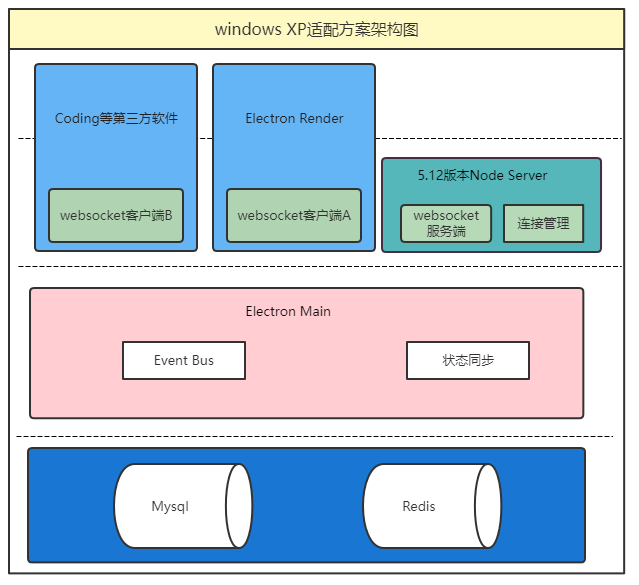 windows XP适配方案架构图
Coding等第三方软件
Electron Render
5.12版本Node Server
websocket客户端B
websocket客户端A
websocket
服务端
连接管理
Electron Main
Event Bus
状态同步
Mysql
Redis